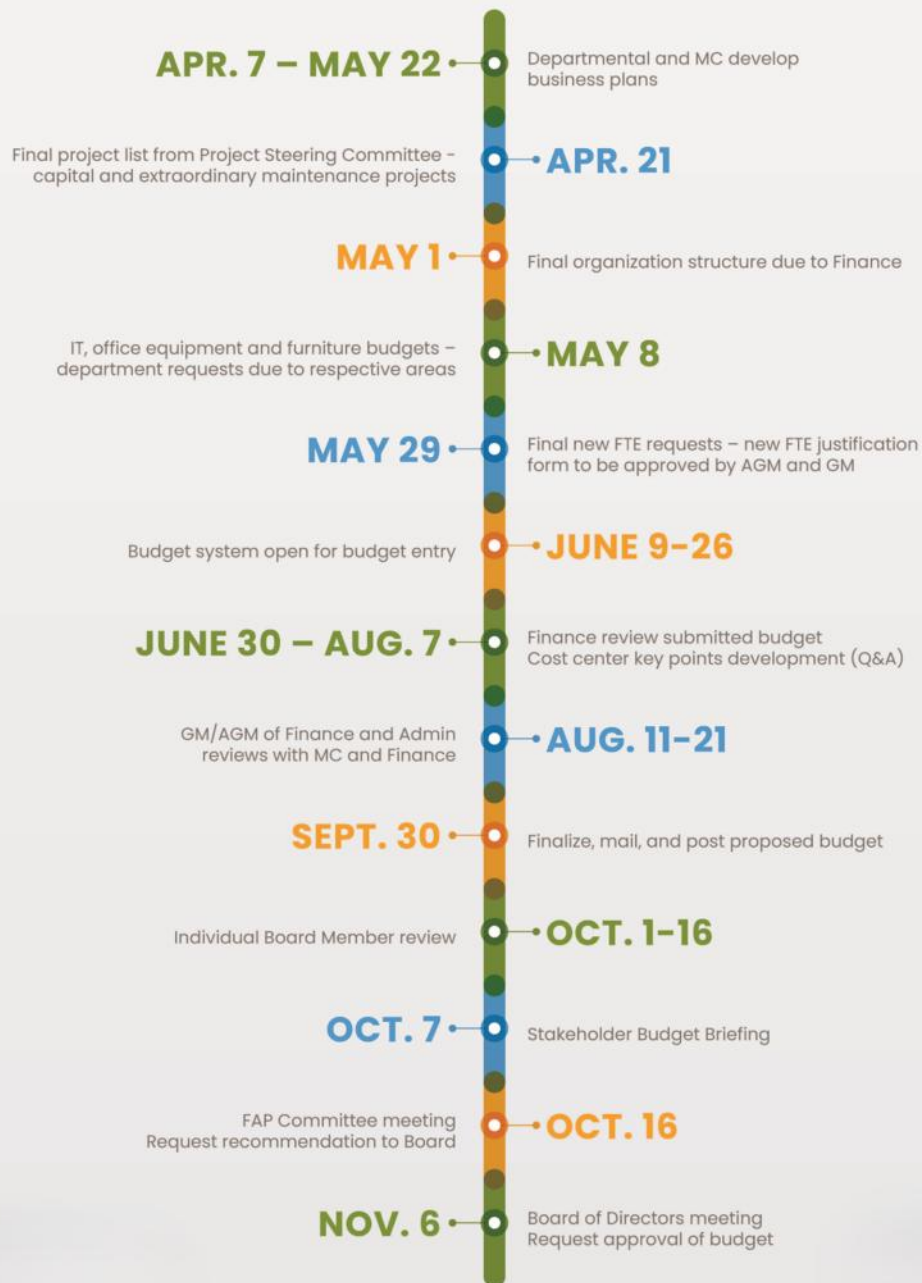 APR. 7 – MAY 22
Departmental and MC develop
business plans
Final project list from Project Steering Committee -
capital and extraordinary maintenance projects
APR. 21
MAY 1
Final organization structure due to Finance
IT, office equipment and furniture budgets –
department requests due to respective areas
MAY 8
MAY 29
Final new FTE requests – new FTE justification
form to be approved by AGM and GM
Budget system open for budget entry
JUNE 9-26
JUNE 30 – AUG. 7
Finance review submitted budget
Cost center key points development (Q&A)
GM/AGM of Finance and Admin
reviews with MC and Finance
AUG. 11-21
SEPT. 30
Finalize, mail, and post proposed budget
Individual Board Member review
OCT. 1-16
OCT. 7
Stakeholder Budget Briefing
FAP Committee meeting
Request recommendation to Board
OCT. 16
NOV. 6
Board of Directors meeting
Request approval of budget